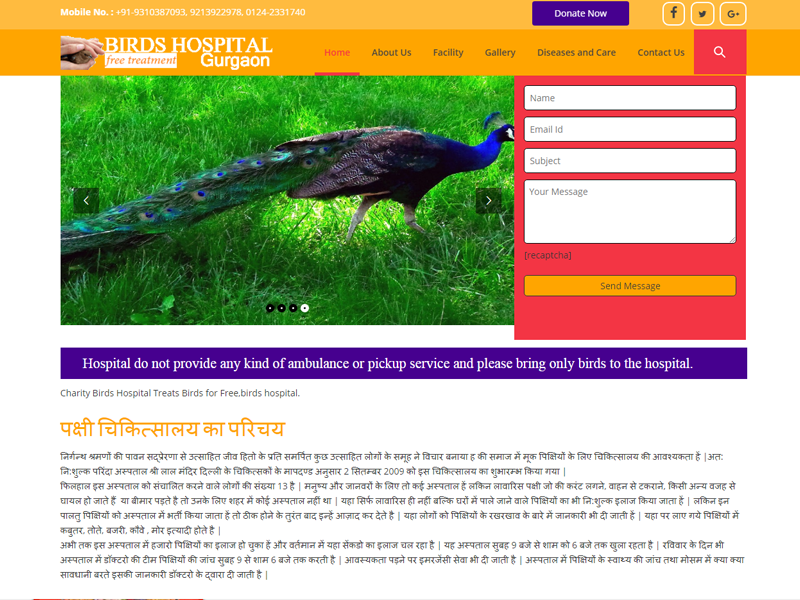 Mobile No. : +91-9310387093, 9213922978, 0124-2331740
Donate Now
BIRDS HOSPITAL
free treatment Gurgaon
Home About Us Facility Gallery Diseases and Care Contact Us
Name
Email Id
Subject
Your Message
[recaptcha]
Send Message
Hospital do not provide any kind of ambulance or pickup service and please bring only birds to the hospital.
Charity Birds Hospital Treats Birds for Free,birds hospital.
पक्षी चिकित्सालय का परिचय
निर्गन्थ श्रमणों की पावन सद्प्रेरणा से उत्साहित जीव हितो के प्रति समर्पित कुछ उत्साहित लोगों के समूह ने विचार बनाया ह की समाज में मूक पिक्षियों के लिए चिकित्सालय की आवश्यकता हैं |अत:
नि:शुल्क परिंदा अस्पताल श्री लाल मंदिर दिल्ली के चिकित्सकों के मापदण्ड अनुसार 2 सितम्बर 2009 को इस चिकित्सालय का शुभारम्भ किया गया |
फिलहाल इस अस्पताल को संचालित करने वाले लोगों की संख्या 13 है | मनुष्य और जानवरों के लिए तो कई अस्पताल हैं लकिन लावारिस पक्षी जो की करंट लगने, वाहन से टकराने, किसी अन्य वजह से
घायल हो जाते हैं या बीमार पड़ते है तो उनके लिए शहर में कोई अस्पताल नहीं था | यहा सिर्फ लावारिस ही नहीं बल्कि घरों में पाले जाने वाले पिक्षियों का भी नि:शुल्क इलाज किया जाता हैं | लकिन इन
पालतु पिक्षियों को अस्पताल में भर्ती किया जाता हैं तो ठीक होने के तुरंत बाद इन्हें आज़ाद कर देते है | यहा लोगों को पिक्षियों के रखरखाव के बारे में जानकारी भी दी जाती हैं | यहा पर लाए गये पिक्षियों में
कबुतर, तोते, बजरी, कौवे , मोर इत्यादी होते है |
अभी तक इस अस्पताल में हजारो पिक्षियों का इलाज हो चुका हैं और वर्तमान में यहा सेंकडो का इलाज चल रहा है | यह अस्पताल सुबह 9 बजे से शाम को 6 बजे तक खुला रहता है | रविवार के दिन भी
अस्पताल में डॉक्टरो की टीम पिक्षियों की जांच सुबह 9 से शाम 6 बजे तक करती है | आवस्यकता पड़ने पर इमरजेंसी सेवा भी दी जाती है | अस्पताल में पिक्षियों के स्वाथ्य की जांच तथा मोसम में क्या क्या
सावधानी बरते इसकी जानकारी डॉक्टरो के द्वारा दी जाती हैं |